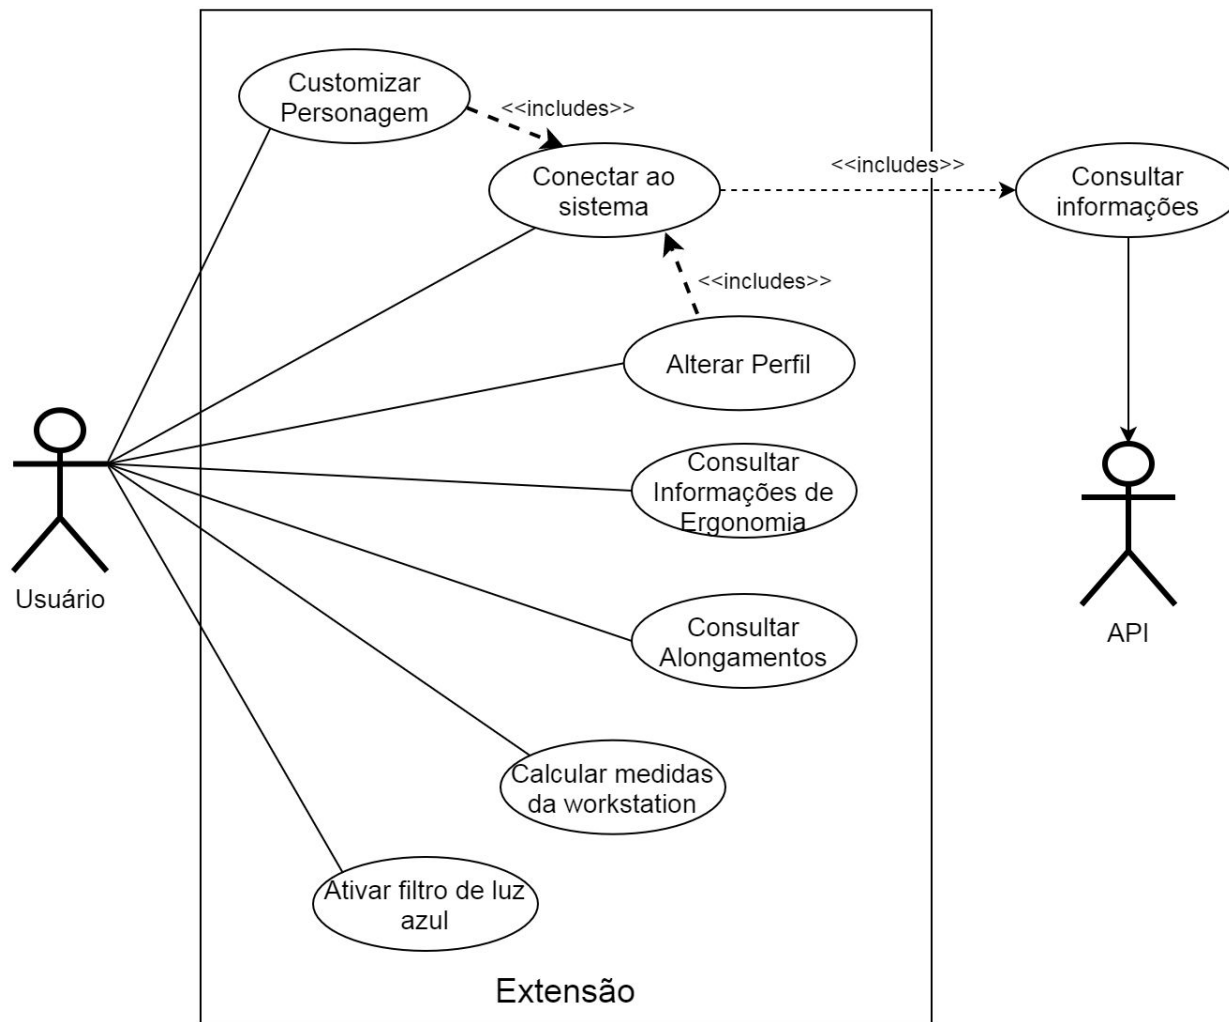 Customizar
Personagem
<<includes>>
Conectar ao
sistema
<<includes>>
Consultar
informações
<<includes>>
Alterar Perfil
Consultar
Informações de
Ergonomia
Usuário
Consultar
Alongamentos
API
Calcular medidas
da workstation
Ativar filtro de luz
azul
Extensão